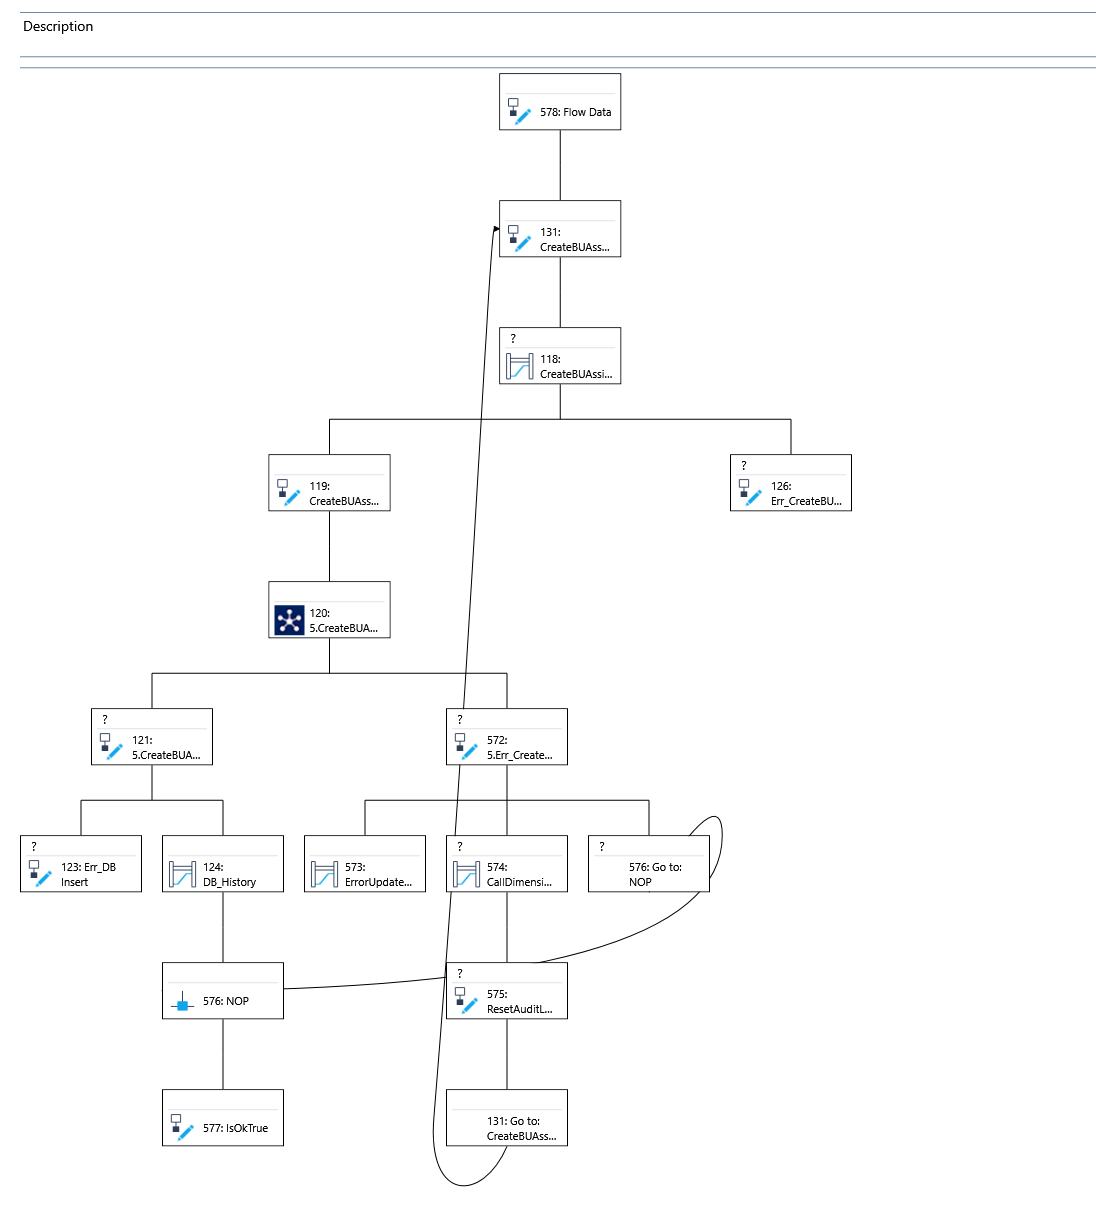 Description
578: Flow Data
131:
CreateBUAss...
?
118:
CreateBUAssi...
119:
CreateBUAss...
?
126:
Err_CreateBU...
120:
5.CreateBUA...
?
121:
5.CreateBUA...
?
572:
5.Err_Create...
?
123: Err_DB
Insert
124:
DB_History
573:
ErrorUpdate...
?
574:
CallDimensi...
?
576: Go to:
NOP
576: NOP
?
575:
ResetAuditL...
577: IsOkTrue
131: Go to:
CreateBUAss...